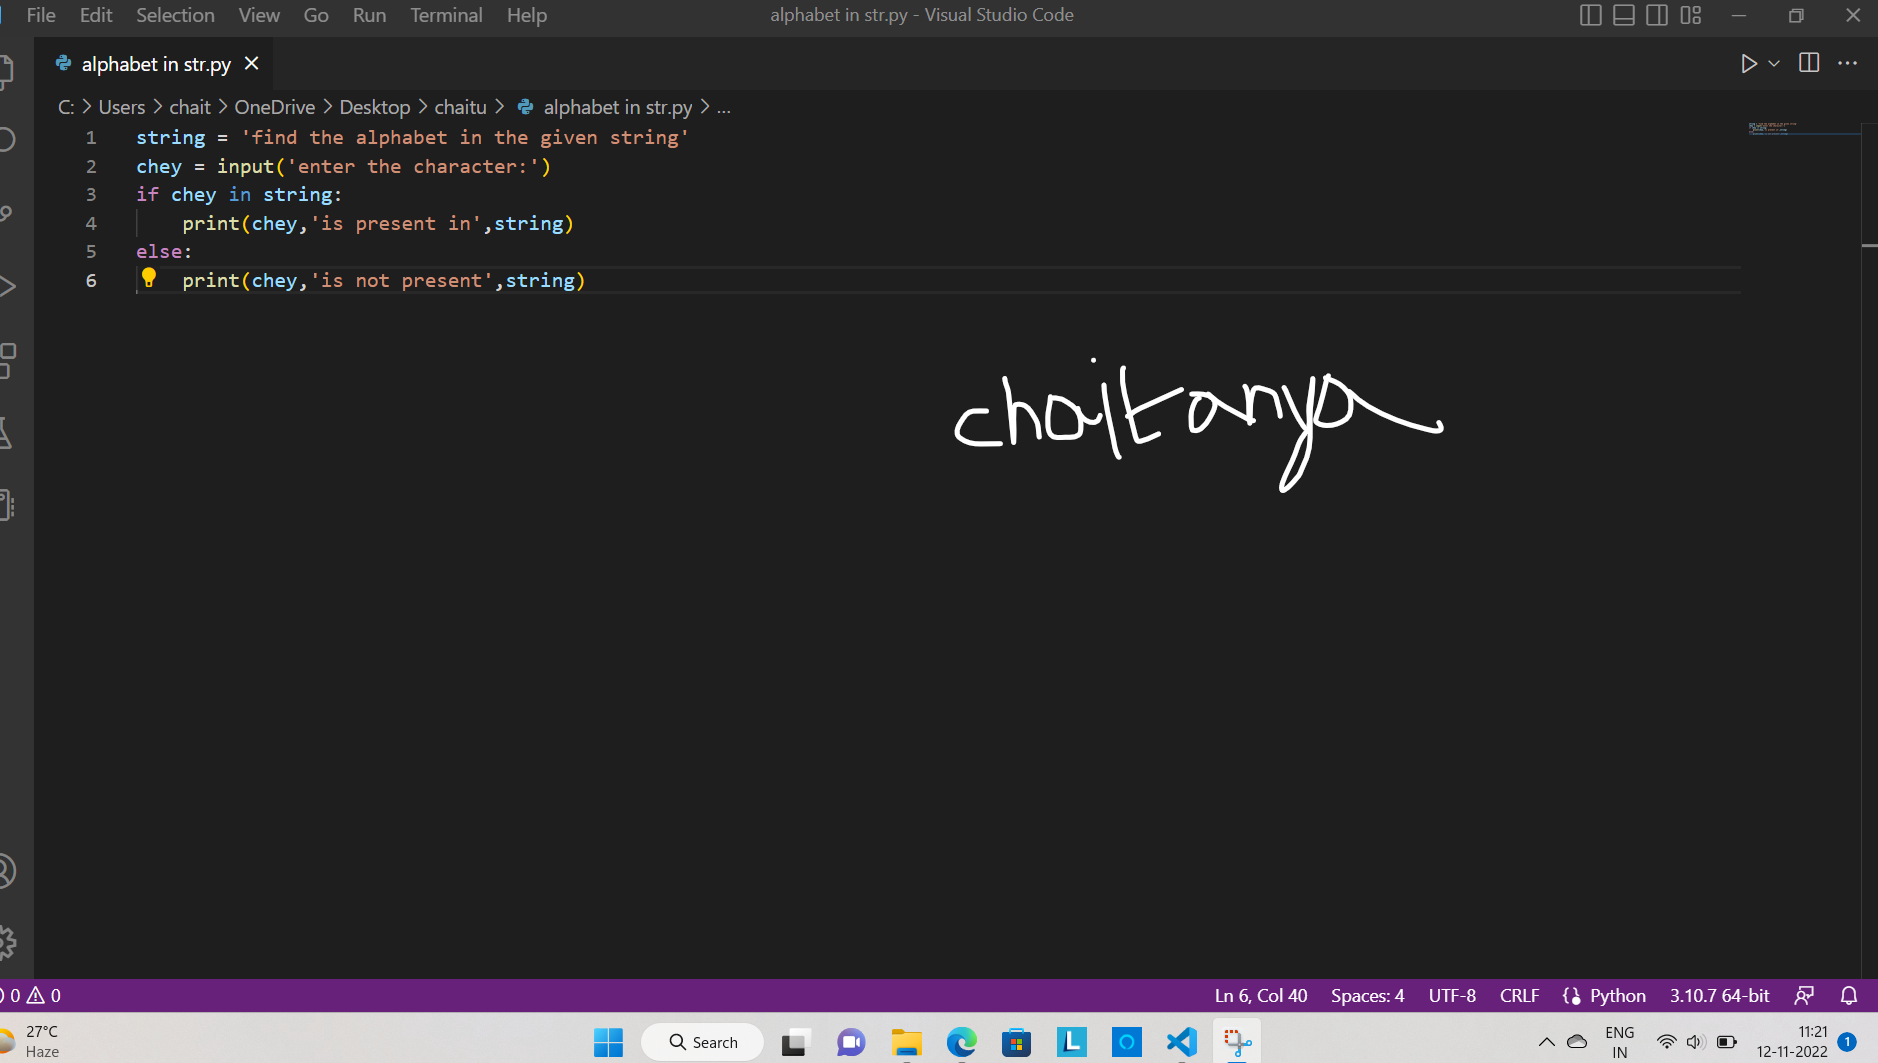 File Edit Selection View Go Run Terminal Help alphabet in str.py - Visual Studio Code
alphabet in str.py
C: > Users > chait > OneDrive > Desktop > chaitu > alphabet in str.py > ...
1 string = 'find the alphabet in the given string'
2 chey = input('enter the character:')
3 if chey in string:
4 print(chey,'is present in',string)
5 else:
6 print(chey,'is not present',string)
chaitanya
0 0 Ln 6, Col 40 Spaces: 4 UTF-8 CRLF Python 3.10.7 64-bit
27°C
Haze
Search
ENG
IN
11:21
12-11-2022
1